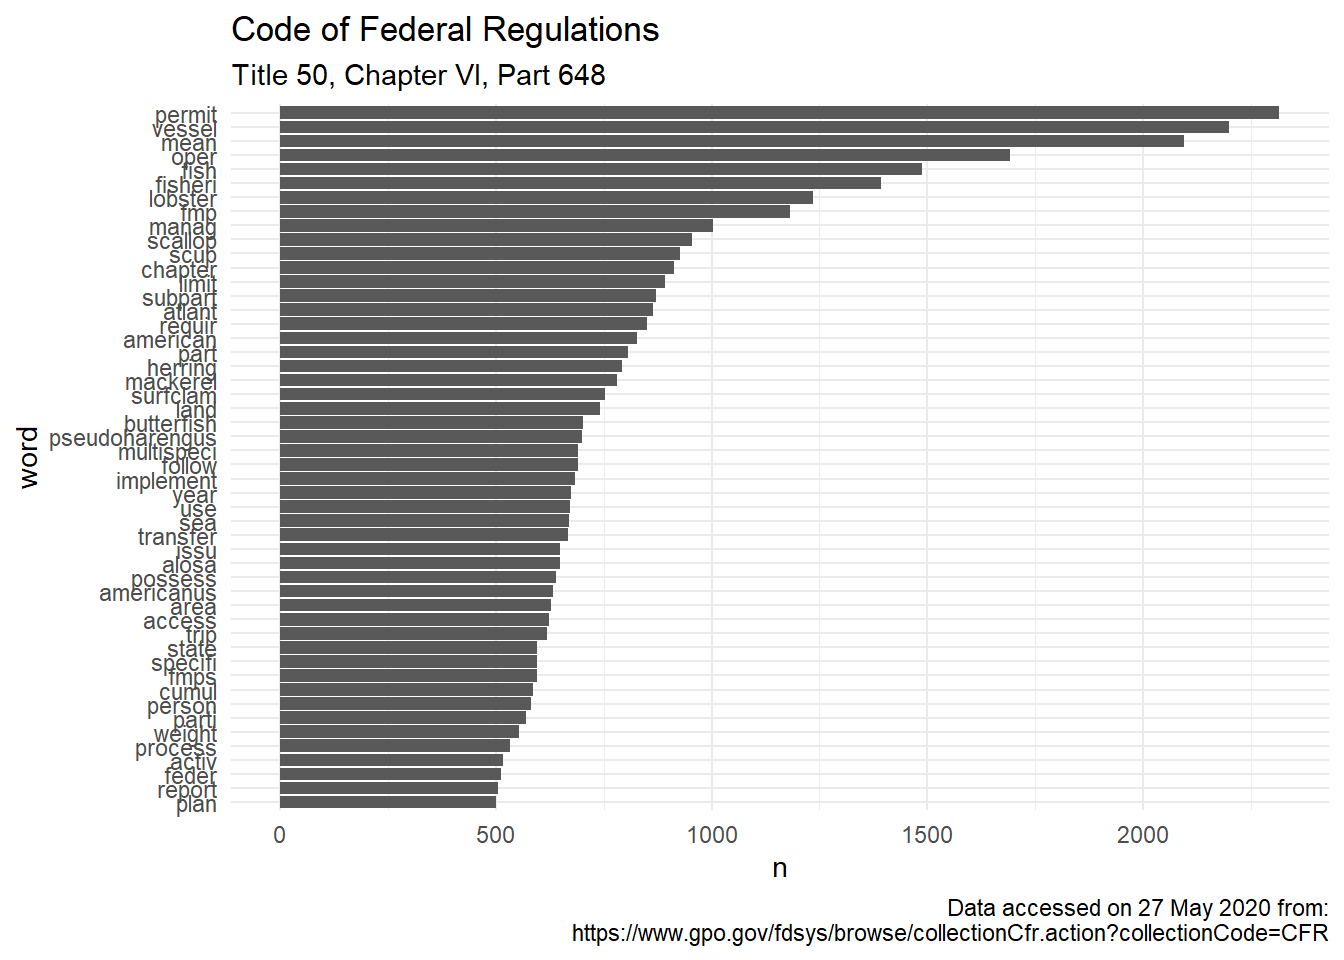 Code of Federal Regulations
Title 50, Chapter VI, Part 648
permit
vessel
mean
oper
fish
fisheri
lobster
fmp
manag
scallop
scup
chapter
limit
subpart
atlant
requir
american
part
herring
mackerel
surfclam
land
butterfish
pseudoharengus
multispeci
follow
implement
year
use
sea
transfer
issu
alosa
possess
americanus
area
access
trip
state
specifi
fmps
cumul
person
parti
weight
process
activ
feder
report
plan
word
0 500 1000 1500 2000
n
Data accessed on 27 May 2020 from:
https://www.gpo.gov/fdsys/browse/collectionCfr.action?collectionCode=CFR